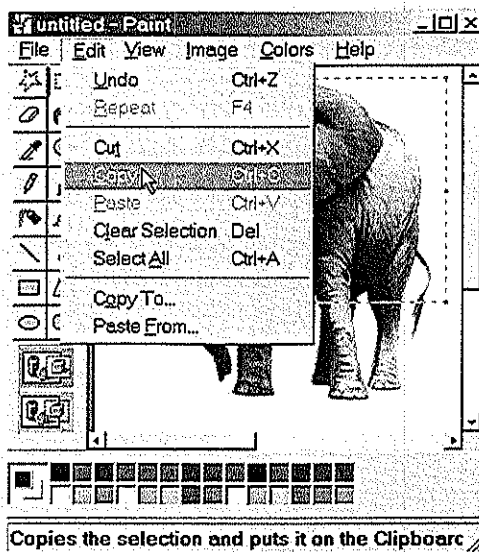 untitled - Paint
File Edit View Image Colors Help
Undo Ctrl+Z
Repeat F4
Cut Ctrl+X
Copy Ctrl+C
Paste Ctrl+V
Clear Selection Del
Select All Ctrl+A
Copy To...
Paste From...
Copies the selection and puts it on the Clipboarc